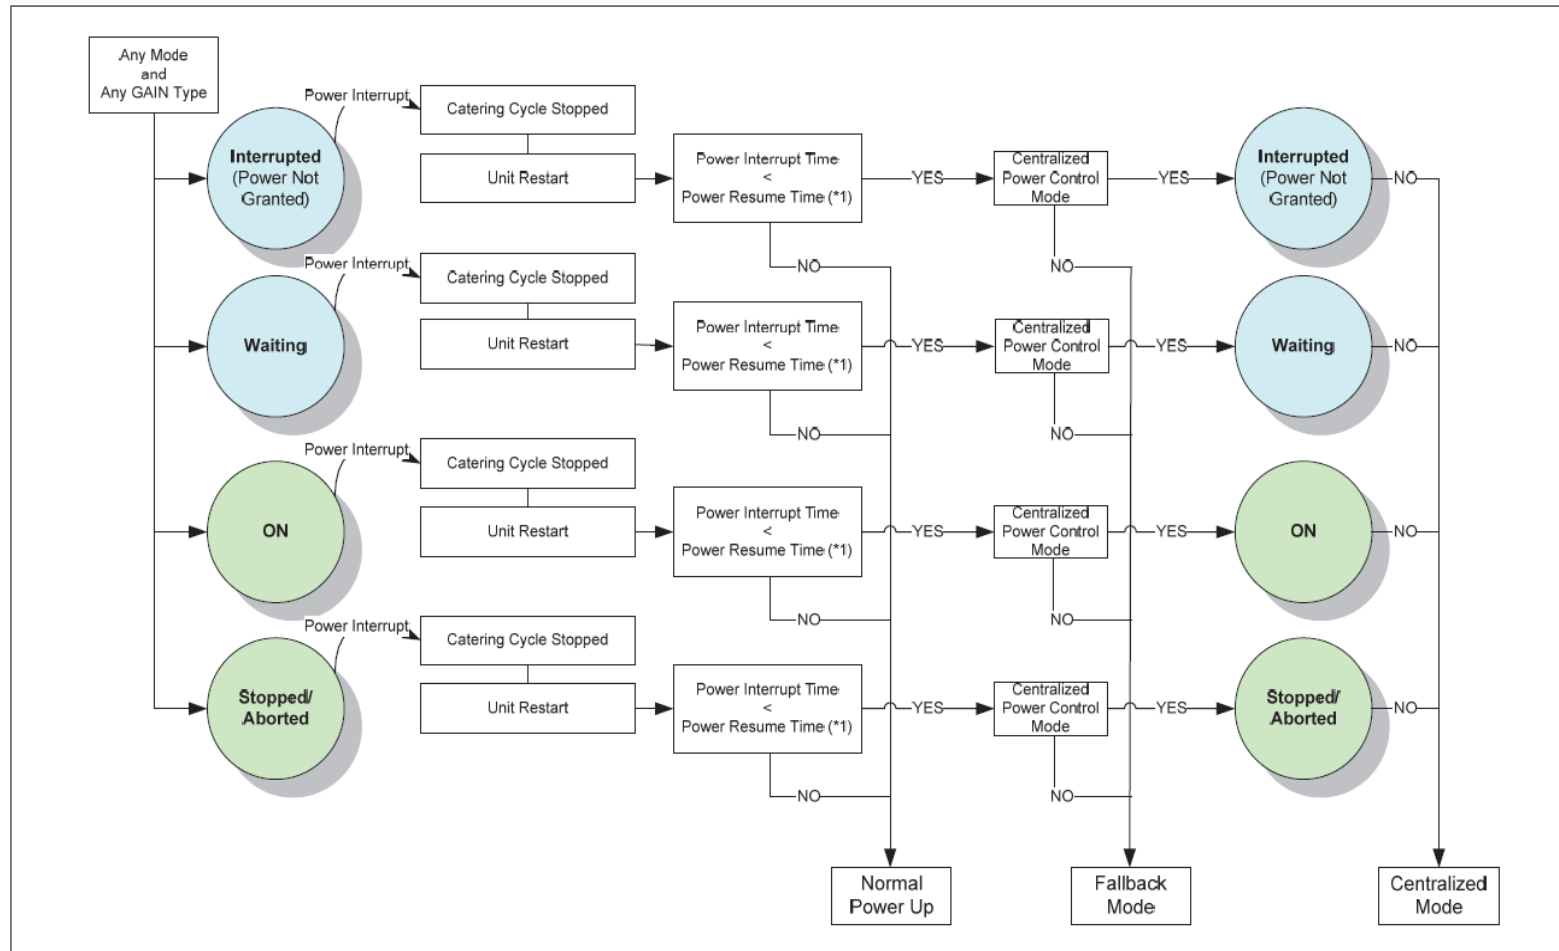 Any Mode
and
Any GAIN Type
Power Interrupt
Catering Cycle Stopped
Interrupted
(Power Not
Granted)
Unit Restart
Power Interrupt Time
<
Power Resume Time (*1)
YES
Centralized
Power Control
Mode
YES
Interrupted
(Power Not
Granted)
NO
NO
NO
Power Interrupt
Catering Cycle Stopped
Waiting
Unit Restart
Power Interrupt Time
<
Power Resume Time (*1)
YES
Centralized
Power Control
Mode
YES
Waiting
NO
NO
NO
Power Interrupt
Catering Cycle Stopped
ON
Unit Restart
Power Interrupt Time
<
Power Resume Time (*1)
YES
Centralized
Power Control
Mode
YES
ON
NO
NO
NO
Power Interrupt
Catering Cycle Stopped
Stopped/
Aborted
Unit Restart
Power Interrupt Time
<
Power Resume Time (*1)
YES
Centralized
Power Control
Mode
YES
Stopped/
Aborted
NO
NO
NO
Normal
Power Up
Fallback
Mode
Centralized
Mode